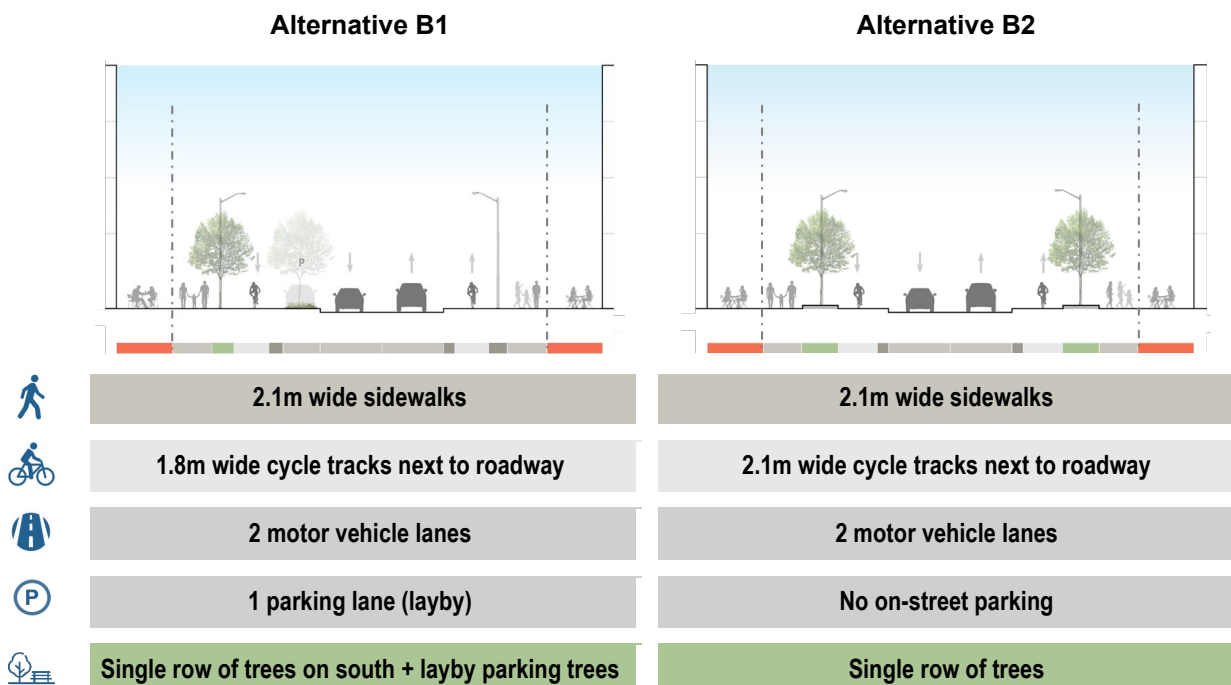 Alternative B1
Alternative B2
P
2.1m wide sidewalks
2.1m wide sidewalks
1.8m wide cycle tracks next to roadway
2.1m wide cycle tracks next to roadway
2 motor vehicle lanes
2 motor vehicle lanes
P
1 parking lane (layby)
No on-street parking
Single row of trees on south + layby parking trees
Single row of trees